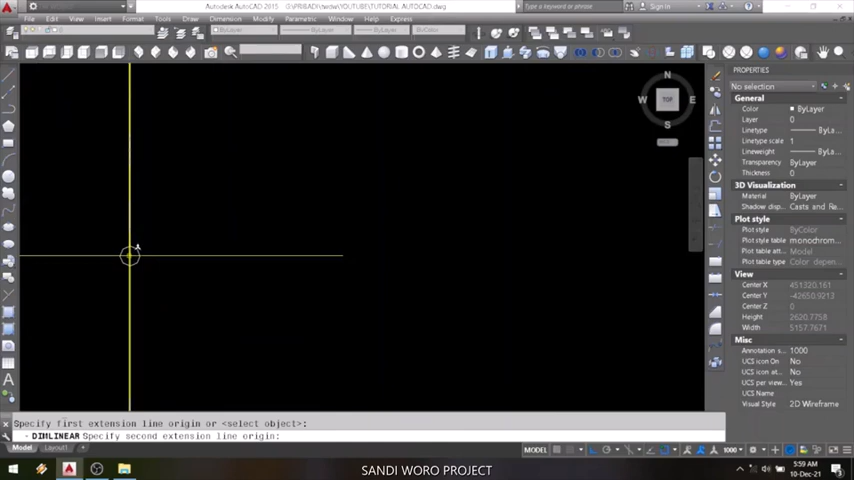 Autodesk AutoCAD 2015 G:\PRIBADI\swdw\YOUTUBE\TUTORIAL AUTOCAD.dwg
Type a keyword or phrase
Sign In
Edit View Insert Format Tools Draw Dimension Modify Parametric Window Help Express
ByLayer
ByLayer
ByLayer
ByColor
N
W TOP E
S
PROPERTIES
No selection
General
Color ByLayer
Layer 0
Linetype ByLa...
Linetype scale 1
Lineweight ByLa...
Transparency ByLayer
Thickness 0
3D Visualization
Material ByLayer
Shadow disp... Casts and Re...
Plot style
Plot style ByColor
Plot style table monochrom...
Plot table att... Model
Plot table type Color depen...
View
Center X 451320.161
Center Y -42650.9213
Center Z 0
Height 2620.7758
Width 5157.7671
Misc
Annotation s... 1000
UCS icon On No
UCS icon at... No
UCS per view... Yes
UCS Name
Visual Style 2D Wireframe
Specify first extension line origin or <select object>:
DIMLINEAR Specify second extension line origin:
Model Layout1 +
MODEL
1000
SANDI WORO PROJECT
5:59 AM
10-Dec-21